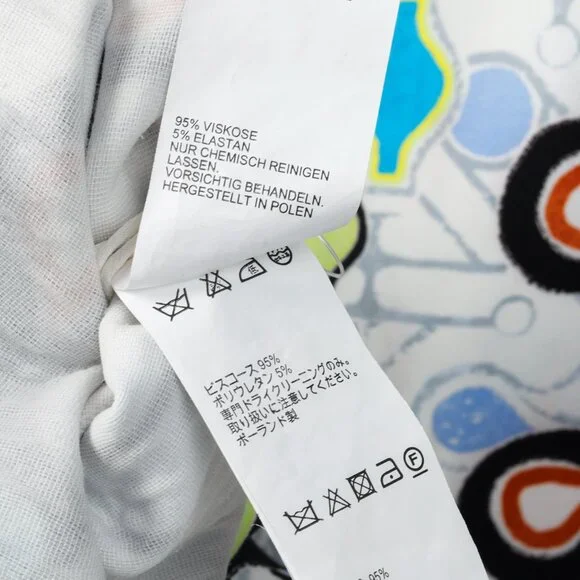 95% VISKOSE
5% ELASTAN
NUR CHEMISCH REINIGEN
LASSEN.
VORSICHTIG BEHANDELN.
HERGESTELLT IN POLEN
ビスコース 95%
ポリウレタン 5%
専門ドライクリーニングのみ。
取り扱いに注意してください。
ポーランド製
F
95%